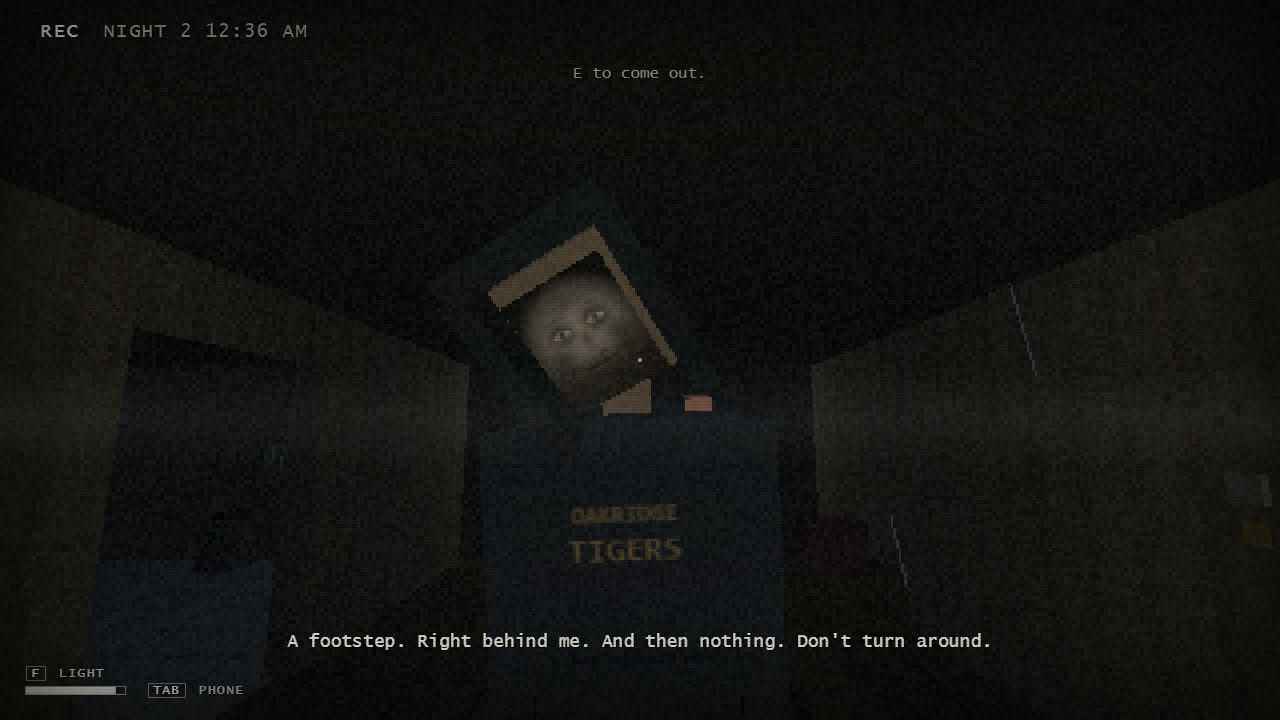 REC NIGHT 2 12:36 AM
E to come out.
OAKRIDGE
TIGERS
A footstep. Right behind me. And then nothing. Don't turn around.
F LIGHT
TAB PHONE